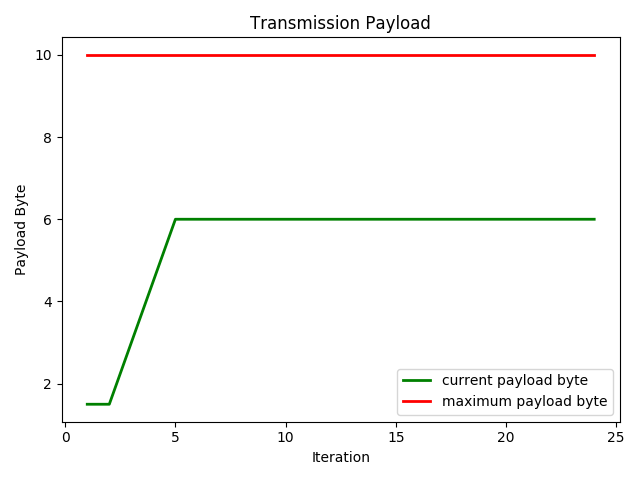 Transmission Payload
10
8
6
4
2
Payload Byte
0
5
10
15
20
25
Iteration
current payload byte
maximum payload byte